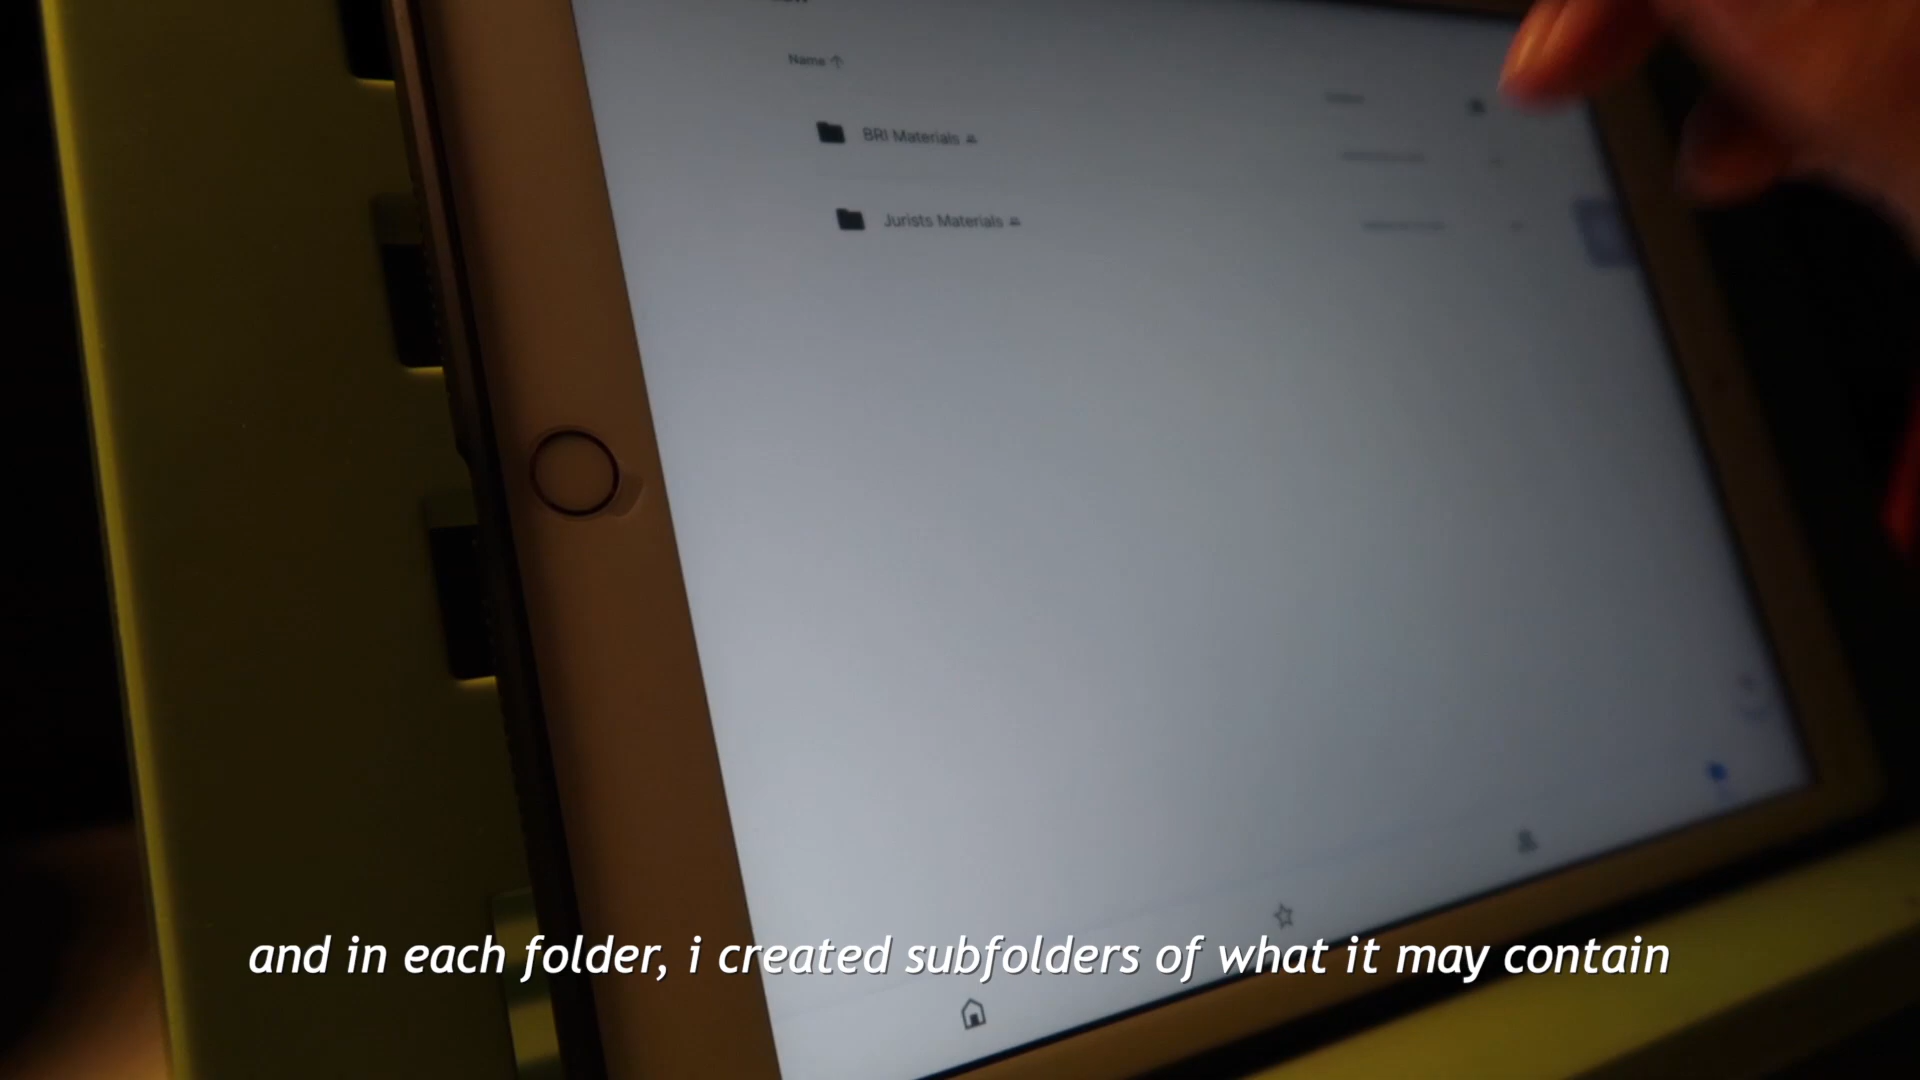 Name ↑
BRI Materials
Jurists Materials
and in each folder, i created subfolders of what it may contain